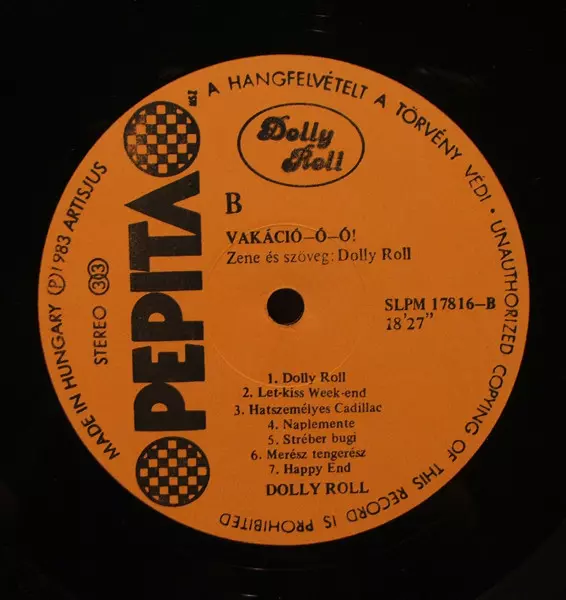 A HANGFELVÉTELT A TÖRVÉNY VÉDI · UNAUTHORIZED COPYING OF THIS RECORD IS PROHIBITED
MADE IN HUNGARY Ⓟ 1983 ARTISJUS
STEREO 33
PEPITA
MSZ
Dolly
Roll
B
VAKÁCIÓ–Ó–Ó!
Zene és szöveg: Dolly Roll
SLPM 17816–B
18'27"
1. Dolly Roll
2. Let-kiss Week-end
3. Hatszemélyes Cadillac
4. Naplemente
5. Stréber bugi
6. Merész tengerész
7. Happy End
DOLLY ROLL